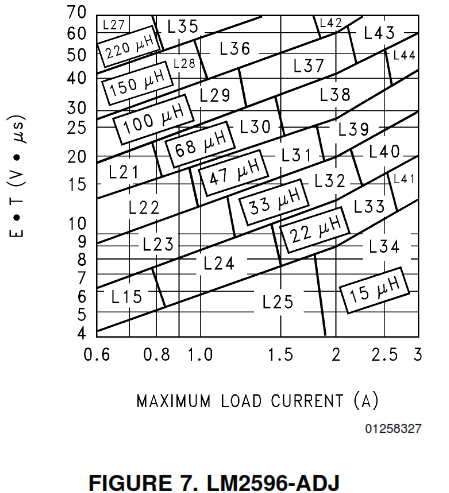 70
60
50
40
30
25
20
15
10
9
8
7
6
5
4
E • T (V • μs)
L27
L35
L42
L43
220 μH
L36
L44
L28
L37
150 μH
L29
L38
100 μH
L30
L39
68 μH
L31
L40
L21
47 μH
L32
L41
L22
33 μH
L33
22 μH
L23
L34
L24
L15
L25
15 μH
0.6 0.8 1.0 1.5 2 2.5 3
MAXIMUM LOAD CURRENT (A)
01258327
FIGURE 7. LM2596-ADJ